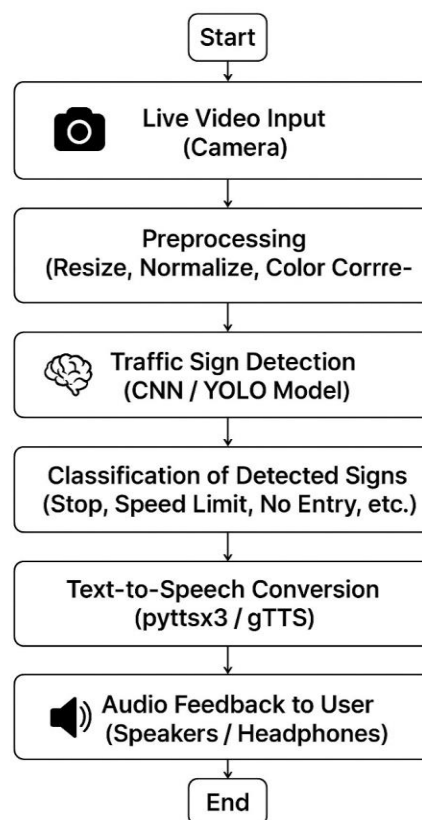 Start
Live Video Input
(Camera)
Preprocessing
(Resize, Normalize, Color Corrre-
Traffic Sign Detection
(CNN / YOLO Model)
Classification of Detected Signs
(Stop, Speed Limit, No Entry, etc.)
Text-to-Speech Conversion
(pyttsx3 / gTTS)
Audio Feedback to User
(Speakers / Headphones)
End